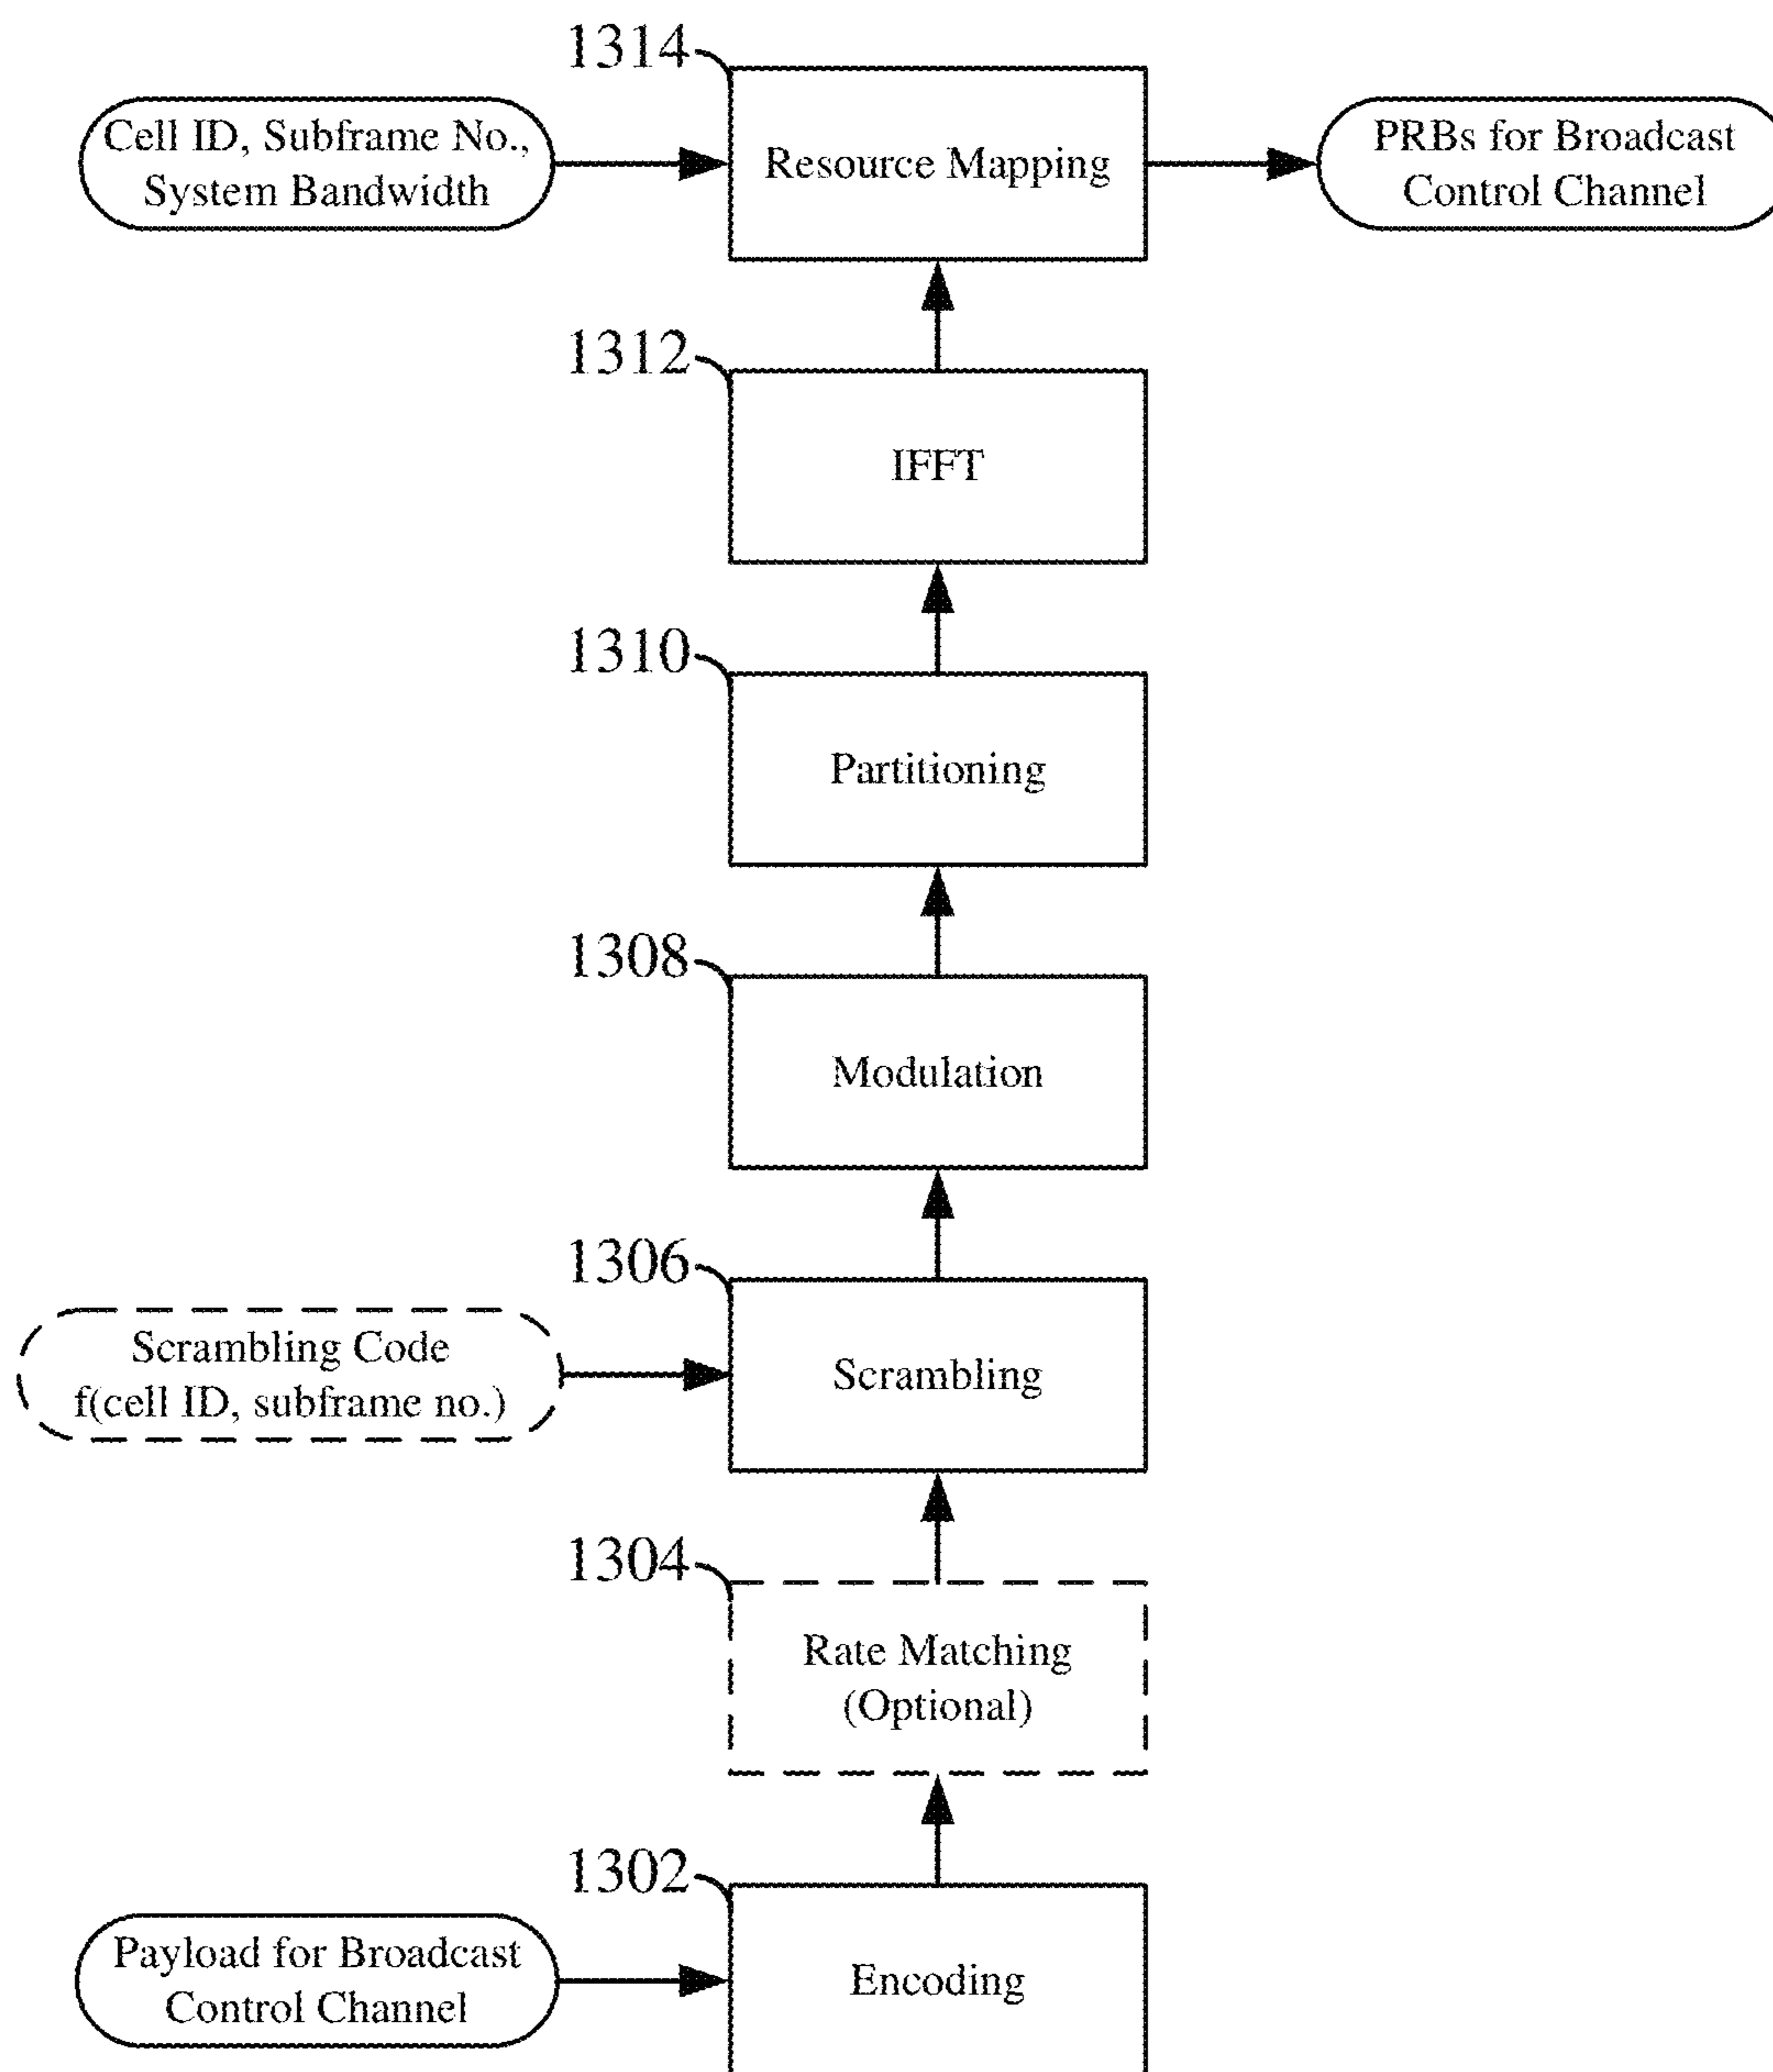 1314
Cell ID, Subframe No.,
System Bandwidth
Resource Mapping
PRBs for Broadcast
Control Channel
1312
IFFT
1310
Partitioning
1308
Modulation
1306
Scrambling Code
f(cell ID, subframe no.)
Scrambling
1304
Rate Matching
(Optional)
1302
Payload for Broadcast
Control Channel
Encoding